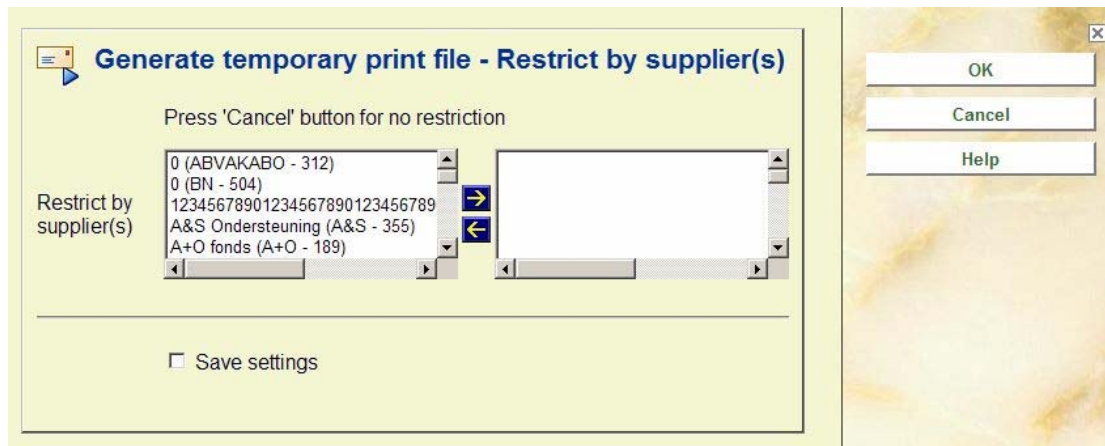 Generate temporary print file - Restrict by supplier(s)
Press 'Cancel' button for no restriction
Restrict by
supplier(s)
0 (ABVAKABO - 312)
0 (BN - 504)
12345678901234567890123456789
A&S Ondersteuning (A&S - 355)
A+O fonds (A+O - 189)
Save settings
OK
Cancel
Help